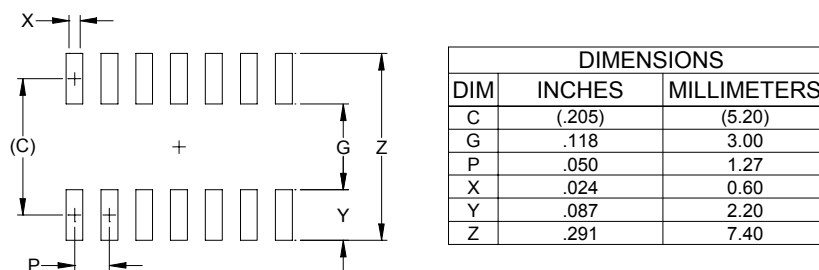 X
(C)
G
Z
Y
P
DIMENSIONS
DIM INCHES MILLIMETERS
C (.205) (5.20)
G .118 3.00
P .050 1.27
X .024 0.60
Y .087 2.20
Z .291 7.40